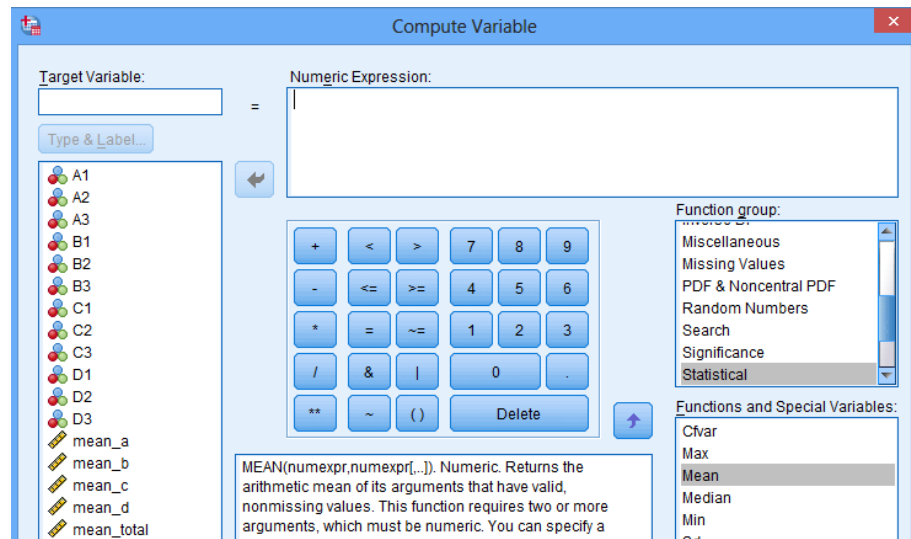 Compute Variable
Target Variable:
=
Type & Label...
A1
A2
A3
B1
B2
B3
C1
C2
C3
D1
D2
D3
mean_a
mean_b
mean_c
mean_d
mean_total
Numeric Expression:
+ < > 7 8 9
- <= >= 4 5 6
* = ~= 1 2 3
/ & | 0 .
** ~ ( ) Delete
MEAN(numexpr,numexpr[,..]). Numeric. Returns the
arithmetic mean of its arguments that have valid,
nonmissing values. This function requires two or more
arguments, which must be numeric. You can specify a
Function group:
Miscellaneous
Missing Values
PDF & Noncentral PDF
Random Numbers
Search
Significance
Statistical
Functions and Special Variables:
Cfvar
Max
Mean
Median
Min